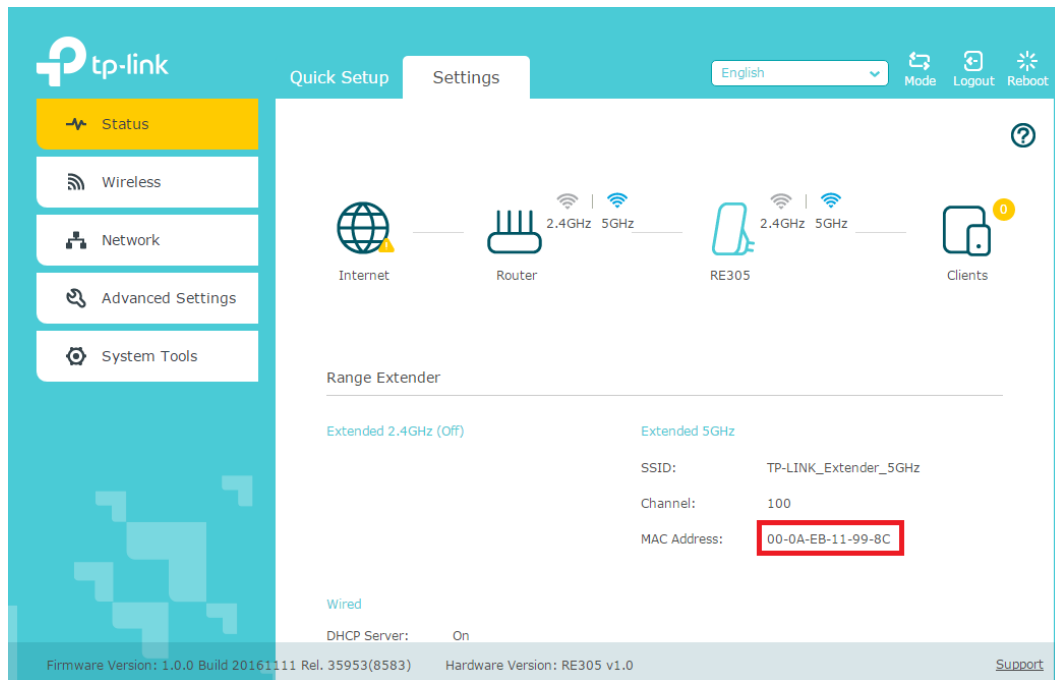 tp-link
Quick Setup Settings English Mode Logout Reboot
Status
Wireless
Network
Advanced Settings
System Tools
?
2.4GHz 5GHz 2.4GHz 5GHz 0
!
Internet Router RE305 Clients
Range Extender
Extended 2.4GHz (Off) Extended 5GHz
SSID: TP-LINK_Extender_5GHz
Channel: 100
MAC Address: 00-0A-EB-11-99-8C
Wired
DHCP Server: On
Firmware Version: 1.0.0 Build 20161111 Rel. 35953(8583) Hardware Version: RE305 v1.0 Support